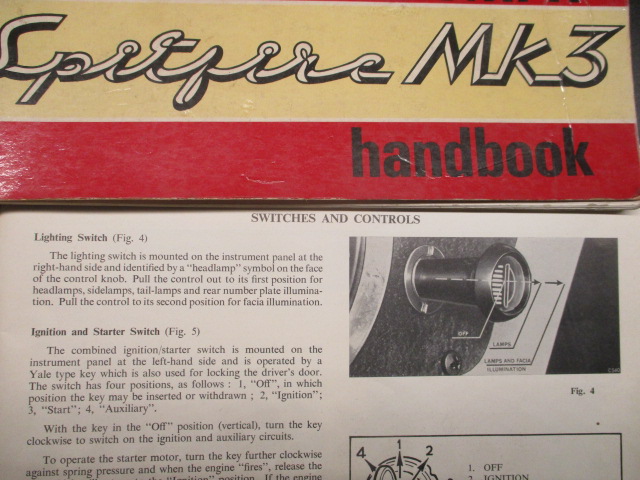 Spitfire Mk3
handbook
SWITCHES AND CONTROLS
Lighting Switch (Fig. 4)
The lighting switch is mounted on the instrument panel at the
right-hand side and identified by a "headlamp" symbol on the face
of the control knob. Pull the control out to its first position for
headlamps, sidelamps, tail-lamps and rear number plate illumina-
tion. Pull the control to its second position for facia illumination.
Ignition and Starter Switch (Fig. 5)
The combined ignition/starter switch is mounted on the
instrument panel at the left-hand side and is operated by a
Yale type key which is also used for locking the driver's door.
The switch has four positions, as follows : 1, "Off", in which
position the key may be inserted or withdrawn ; 2, "Ignition";
3, "Start"; 4, "Auxiliary".
With the key in the "Off" position (vertical), turn the key
clockwise to switch on the ignition and auxiliary circuits.
To operate the starter motor, turn the key further clockwise
against spring pressure and when the engine "fires", release the
"Ignition" position. If the engine
OFF
LAMPS
LAMPS AND FACIA
ILLUMINATION
Fig. 4
4 1 2
1. OFF
2. IGNITION